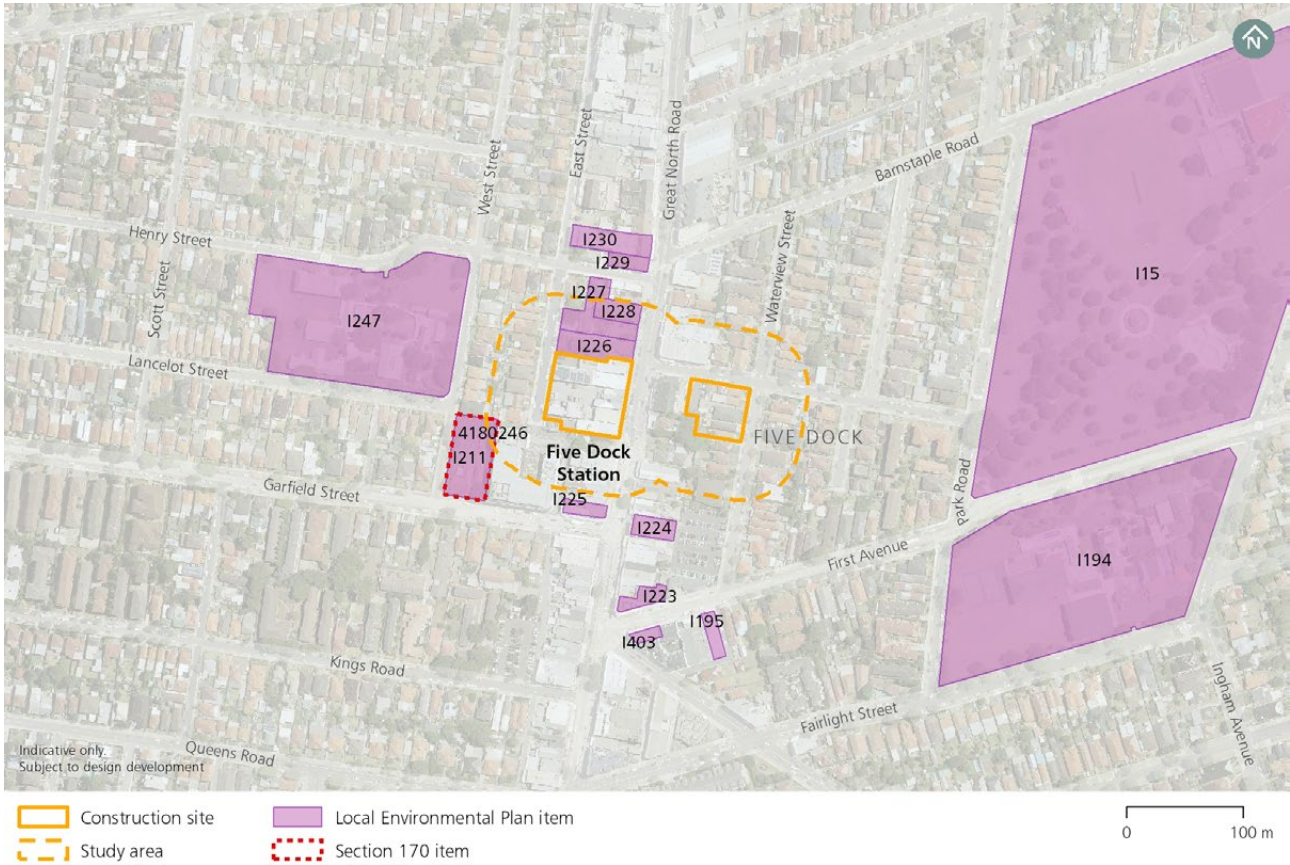 N
East Street
Great North Road
West Street
Barnstaple Road
Henry Street
I230
I229
Waterview Street
I15
I227
Scott Street
I228
I247
I226
Lancelot Street
4180246
FIVE DOCK
I211
Five Dock
Station
Garfield Street
I225
Park Road
I224
First Avenue
I194
I223
I195
I403
Kings Road
Ingham Avenue
Fairlight Street
Queens Road
Indicative only.
Subject to design development
Construction site
Local Environmental Plan item
Study area
Section 170 item
0
100 m